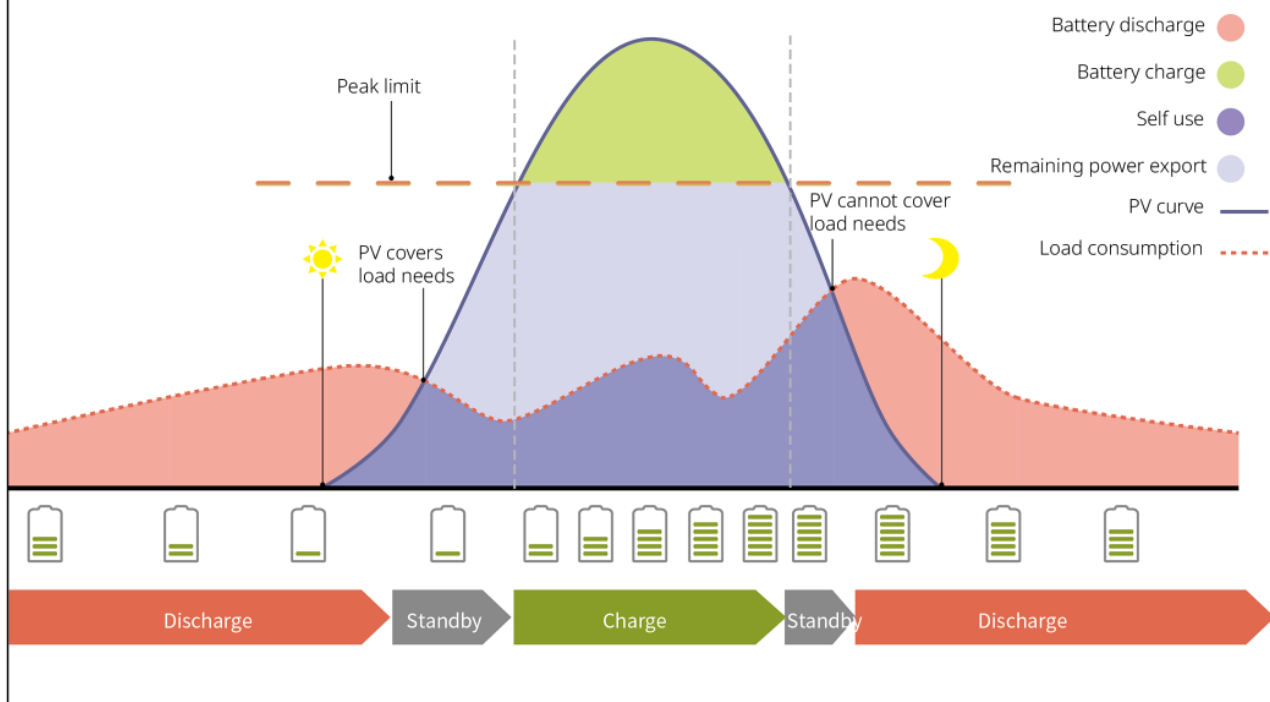 Battery discharge
Battery charge
Self use
Remaining power export
PV curve
Load consumption
Peak limit
PV covers
load needs
PV cannot cover
load needs
Discharge
Standby
Charge
Standby
Discharge